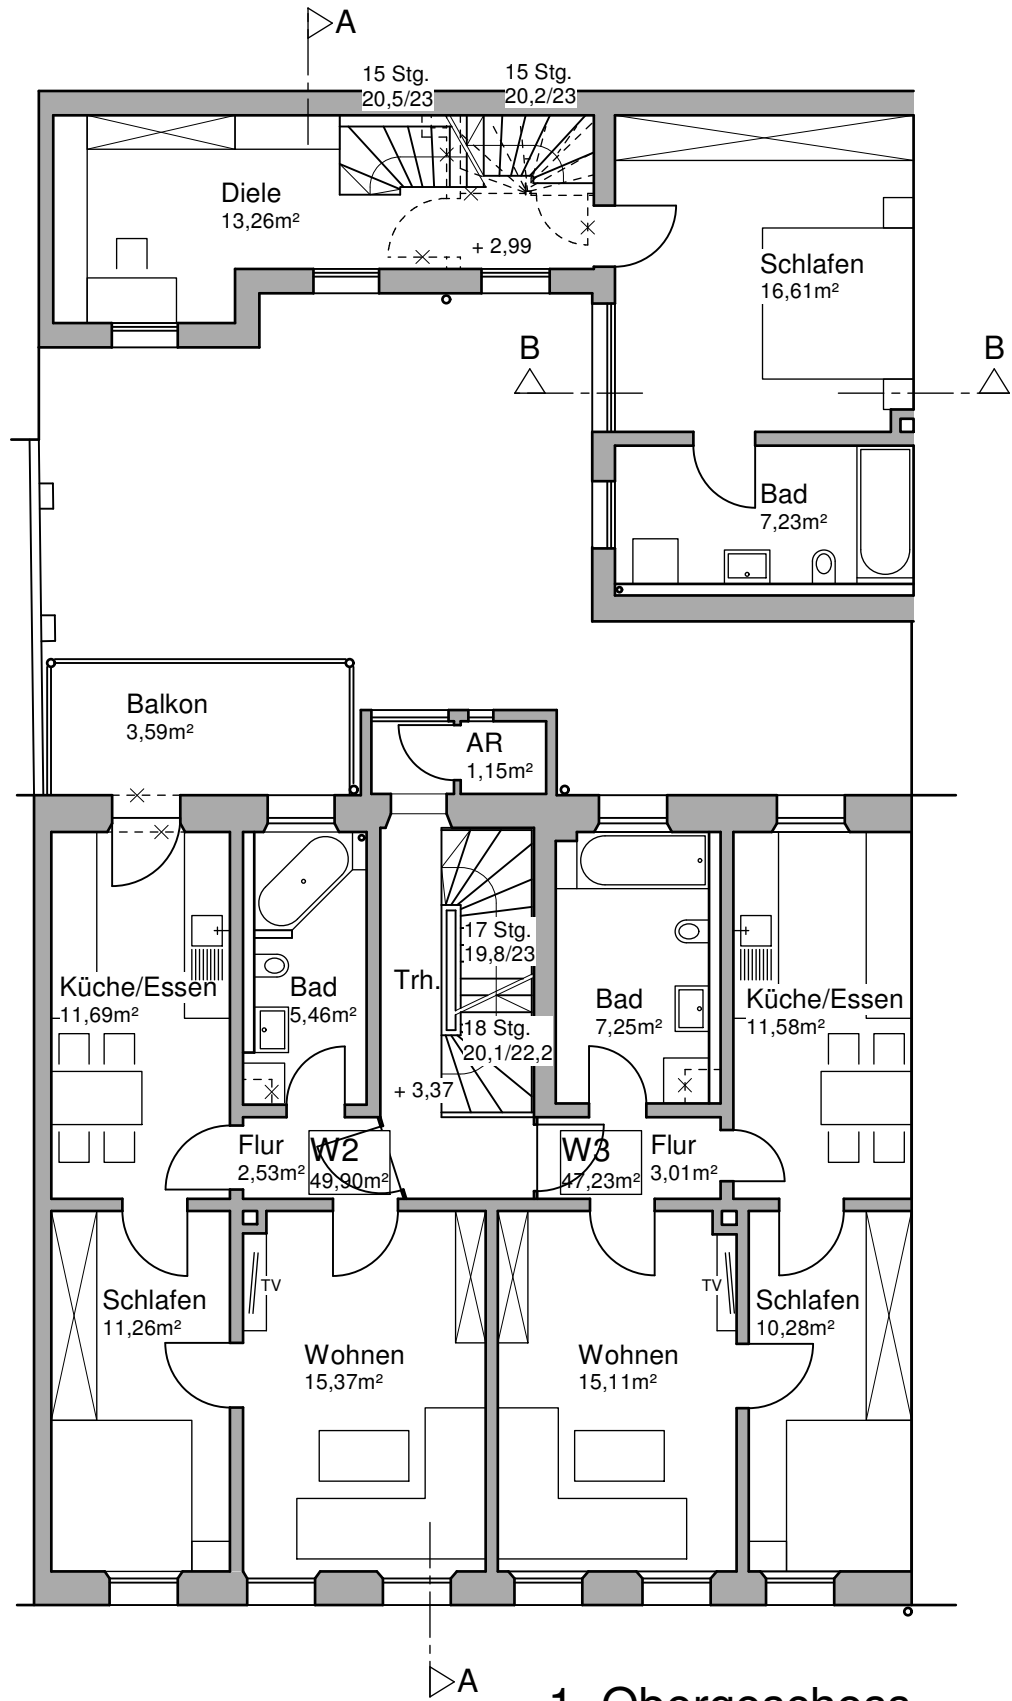 A
15 Stg.
20,5/23
15 Stg.
20,2/23
Diele
13,26m²
+ 2,99
Schlafen
16,61m²
B
B
Bad
7,23m²
Balkon
3,59m²
AR
1,15m²
17 Stg.
19,8/23
Trh.
Küche/Essen
11,69m²
Bad
5,46m²
Bad
7,25m²
Küche/Essen
11,58m²
18 Stg.
20,1/22,2
+ 3,37
Flur
2,53m²
W2
49,90m²
W3
47,23m²
Flur
3,01m²
TV
TV
Schlafen
11,26m²
Schlafen
10,28m²
Wohnen
15,37m²
Wohnen
15,11m²
A
1. Obergeschoss